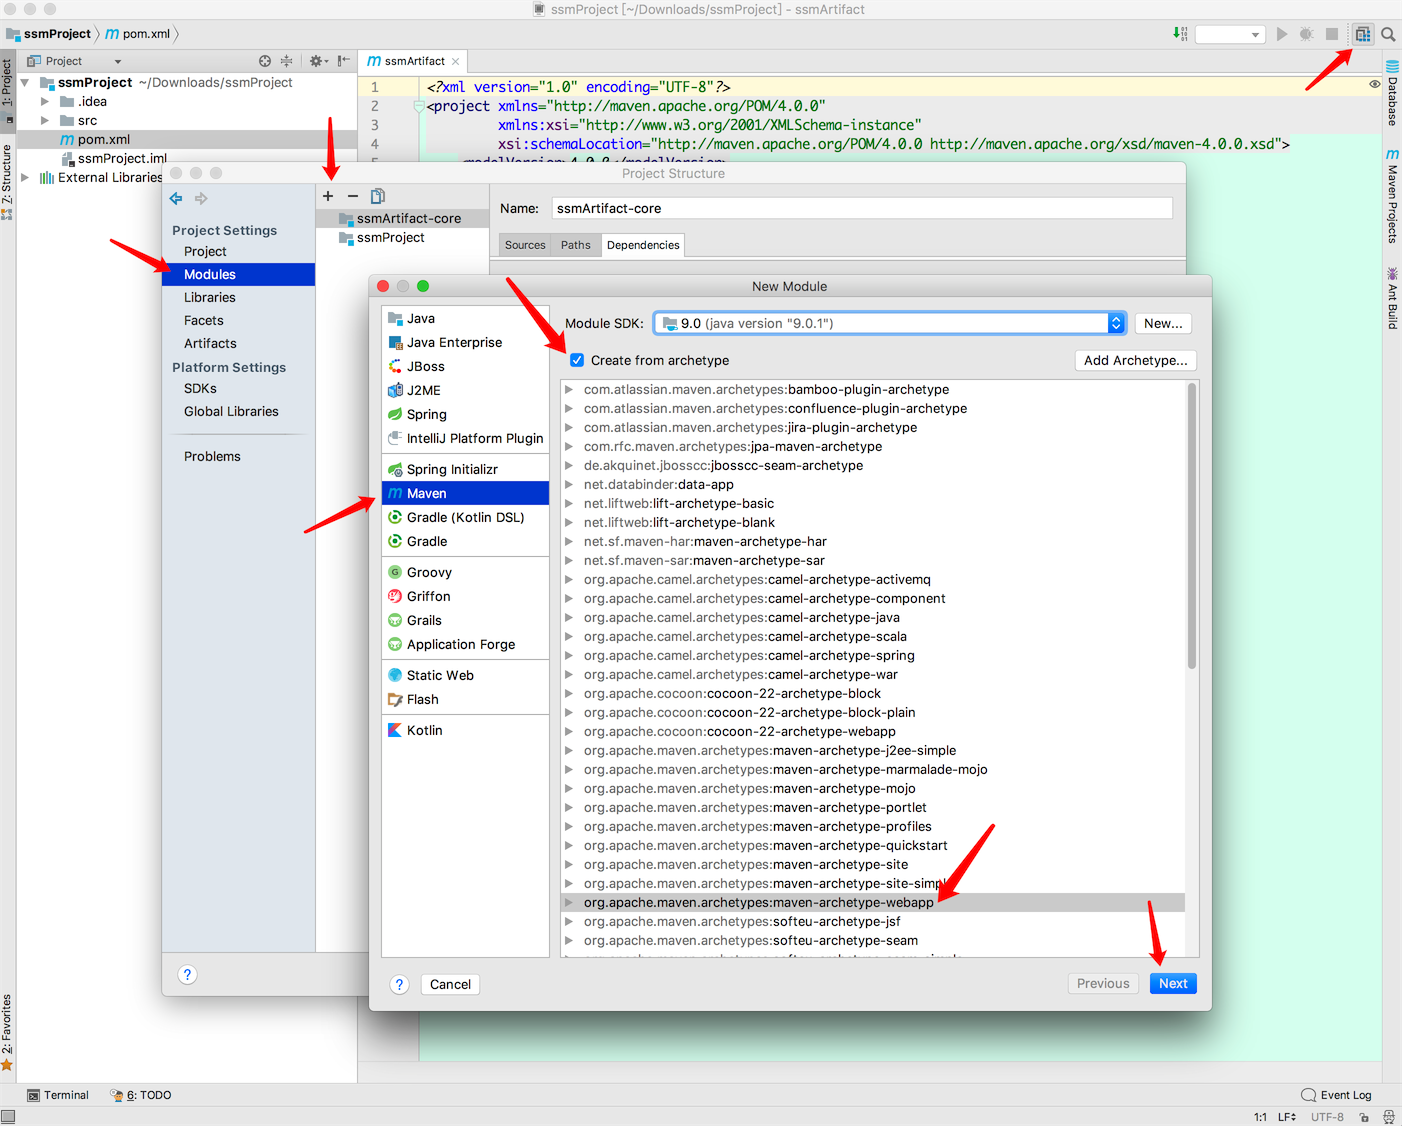 ssmProject [~/Downloads/ssmProject] - ssmArtifact
ssmProject
pom.xml
Project
ssmArtifact
1: Project
Z: Structure
2: Favorites
ssmProject ~/Downloads/ssmProject
.idea
src
pom.xml
ssmProject.iml
External Libraries
1 <?xml version="1.0" encoding="UTF-8"?>
2 <project xmlns="http://maven.apache.org/POM/4.0.0"
3 xmlns:xsi="http://www.w3.org/2001/XMLSchema-instance"
4 xsi:schemaLocation="http://maven.apache.org/POM/4.0.0 http://maven.apache.org/xsd/maven-4.0.0.xsd">
5 <modelVersion>4.0.0</modelVersion>
Database
Maven Projects
Ant Build
Project Structure
Project Settings
Project
Modules
Libraries
Facets
Artifacts
Platform Settings
SDKs
Global Libraries
Problems
ssmArtifact-core
ssmProject
Name: ssmArtifact-core
Sources Paths Dependencies
?
New Module
Java
Java Enterprise
JBoss
J2ME
Spring
IntelliJ Platform Plugin
Spring Initializr
Maven
Gradle (Kotlin DSL)
Gradle
Groovy
Griffon
Grails
Application Forge
Static Web
Flash
Kotlin
Module SDK: 9.0 (java version "9.0.1") New...
Create from archetype Add Archetype...
com.atlassian.maven.archetypes:bamboo-plugin-archetype
com.atlassian.maven.archetypes:confluence-plugin-archetype
com.atlassian.maven.archetypes:jira-plugin-archetype
com.rfc.maven.archetypes:jpa-maven-archetype
de.akquinet.jbosscc:jbosscc-seam-archetype
net.databinder:data-app
net.liftweb:lift-archetype-basic
net.liftweb:lift-archetype-blank
net.sf.maven-har:maven-archetype-har
net.sf.maven-sar:maven-archetype-sar
org.apache.camel.archetypes:camel-archetype-activemq
org.apache.camel.archetypes:camel-archetype-component
org.apache.camel.archetypes:camel-archetype-java
org.apache.camel.archetypes:camel-archetype-scala
org.apache.camel.archetypes:camel-archetype-spring
org.apache.camel.archetypes:camel-archetype-war
org.apache.cocoon:cocoon-22-archetype-block
org.apache.cocoon:cocoon-22-archetype-block-plain
org.apache.cocoon:cocoon-22-archetype-webapp
org.apache.maven.archetypes:maven-archetype-j2ee-simple
org.apache.maven.archetypes:maven-archetype-marmalade-mojo
org.apache.maven.archetypes:maven-archetype-mojo
org.apache.maven.archetypes:maven-archetype-portlet
org.apache.maven.archetypes:maven-archetype-profiles
org.apache.maven.archetypes:maven-archetype-quickstart
org.apache.maven.archetypes:maven-archetype-site
org.apache.maven.archetypes:maven-archetype-site-simple
org.apache.maven.archetypes:maven-archetype-webapp
org.apache.maven.archetypes:softeu-archetype-jsf
org.apache.maven.archetypes:softeu-archetype-seam
org.apache.maven.archetypes:softeu-archetype-seam-simple
? Cancel Previous Next
Terminal
6: TODO
Event Log
1:1 LF UTF-8